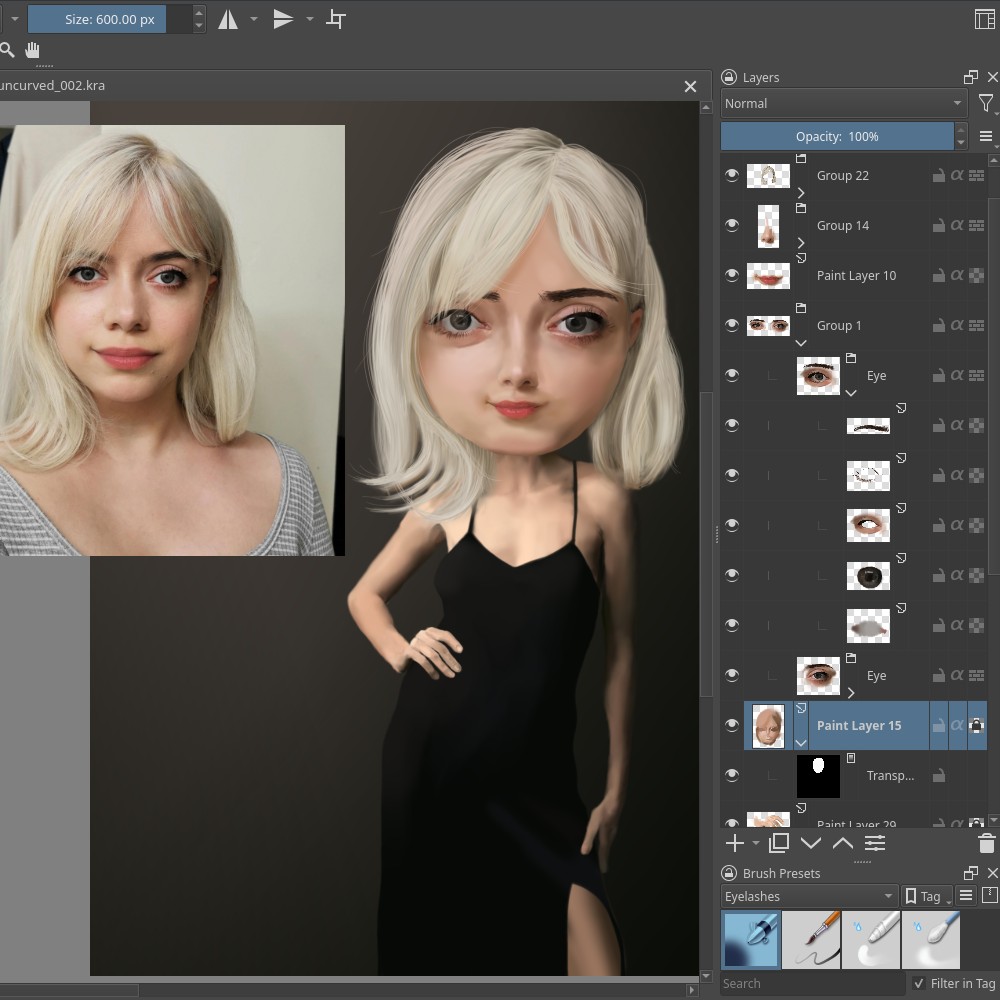 Size: 600.00 px
uncurved_002.kra
Layers
Normal
Opacity: 100%
Group 22
Group 14
Paint Layer 10
Group 1
Eye
Eye
Paint Layer 15
Transp...
Paint Layer 29
Brush Presets
Eyelashes
Tag
Search
Filter in Tag